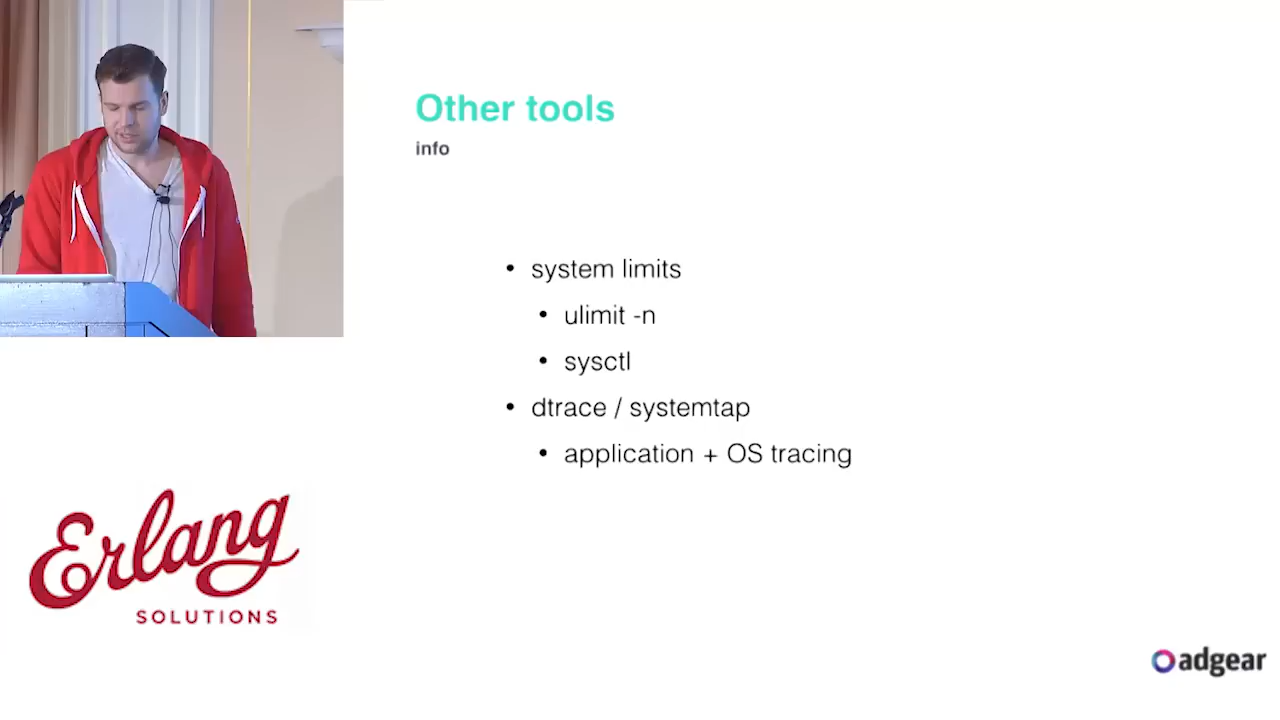 Other tools
info
• system limits
• ulimit -n
• sysctl
• dtrace / systemtap
• application + OS tracing
Erlang
SOLUTIONS
adgear